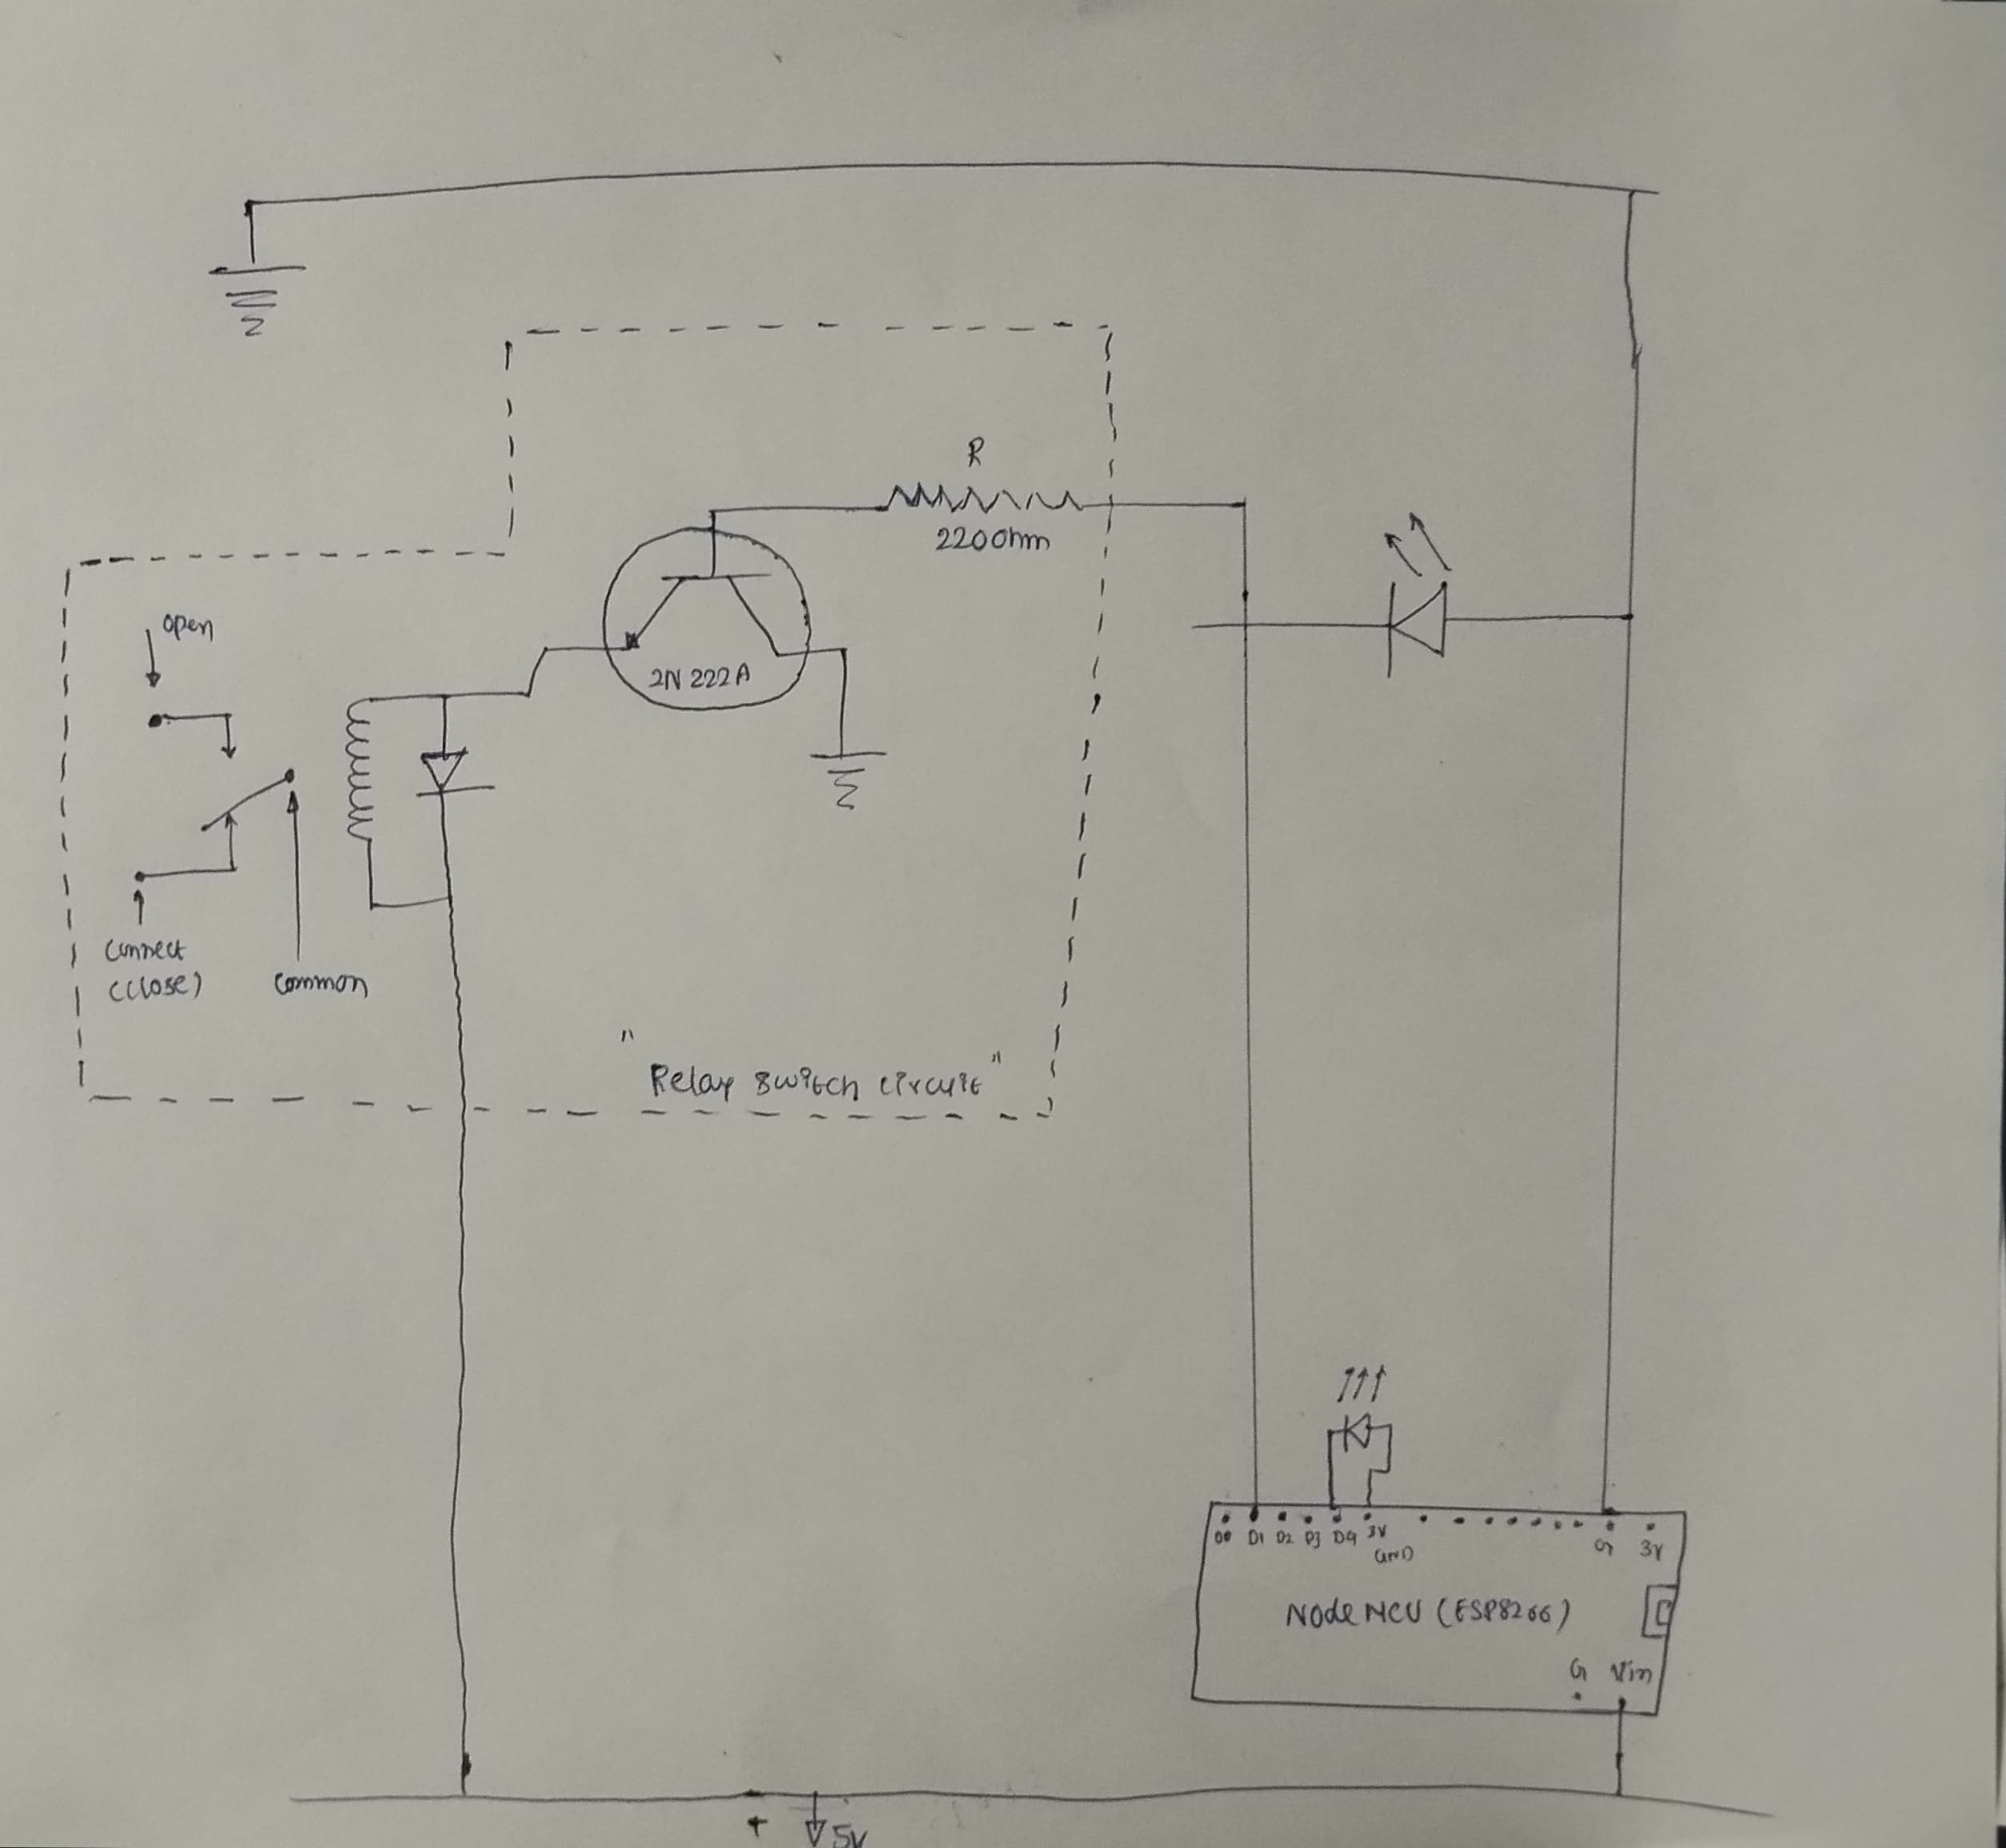 R
220ohm
open
2N 222A
connect
(close)
common
"Relay switch circuit"
D0 D1 D2 D3 D4 3V
GND
G 3V
Node MCU (ESP8266)
G Vin
+ 5V